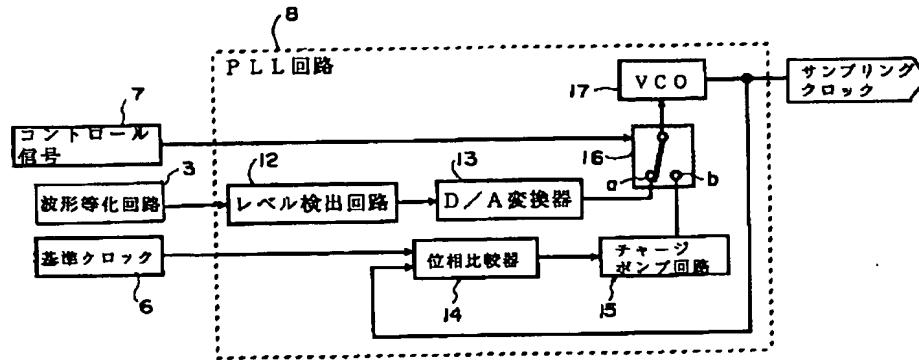 8
PLL回路
17
VCO
サンプリング
クロック
7
コントロール
信号
16
a
b
3
波形等化回路
12
レベル検出回路
13
D/A変換器
基準クロック
6
位相比較器
14
チャージ
ポンプ回路
15